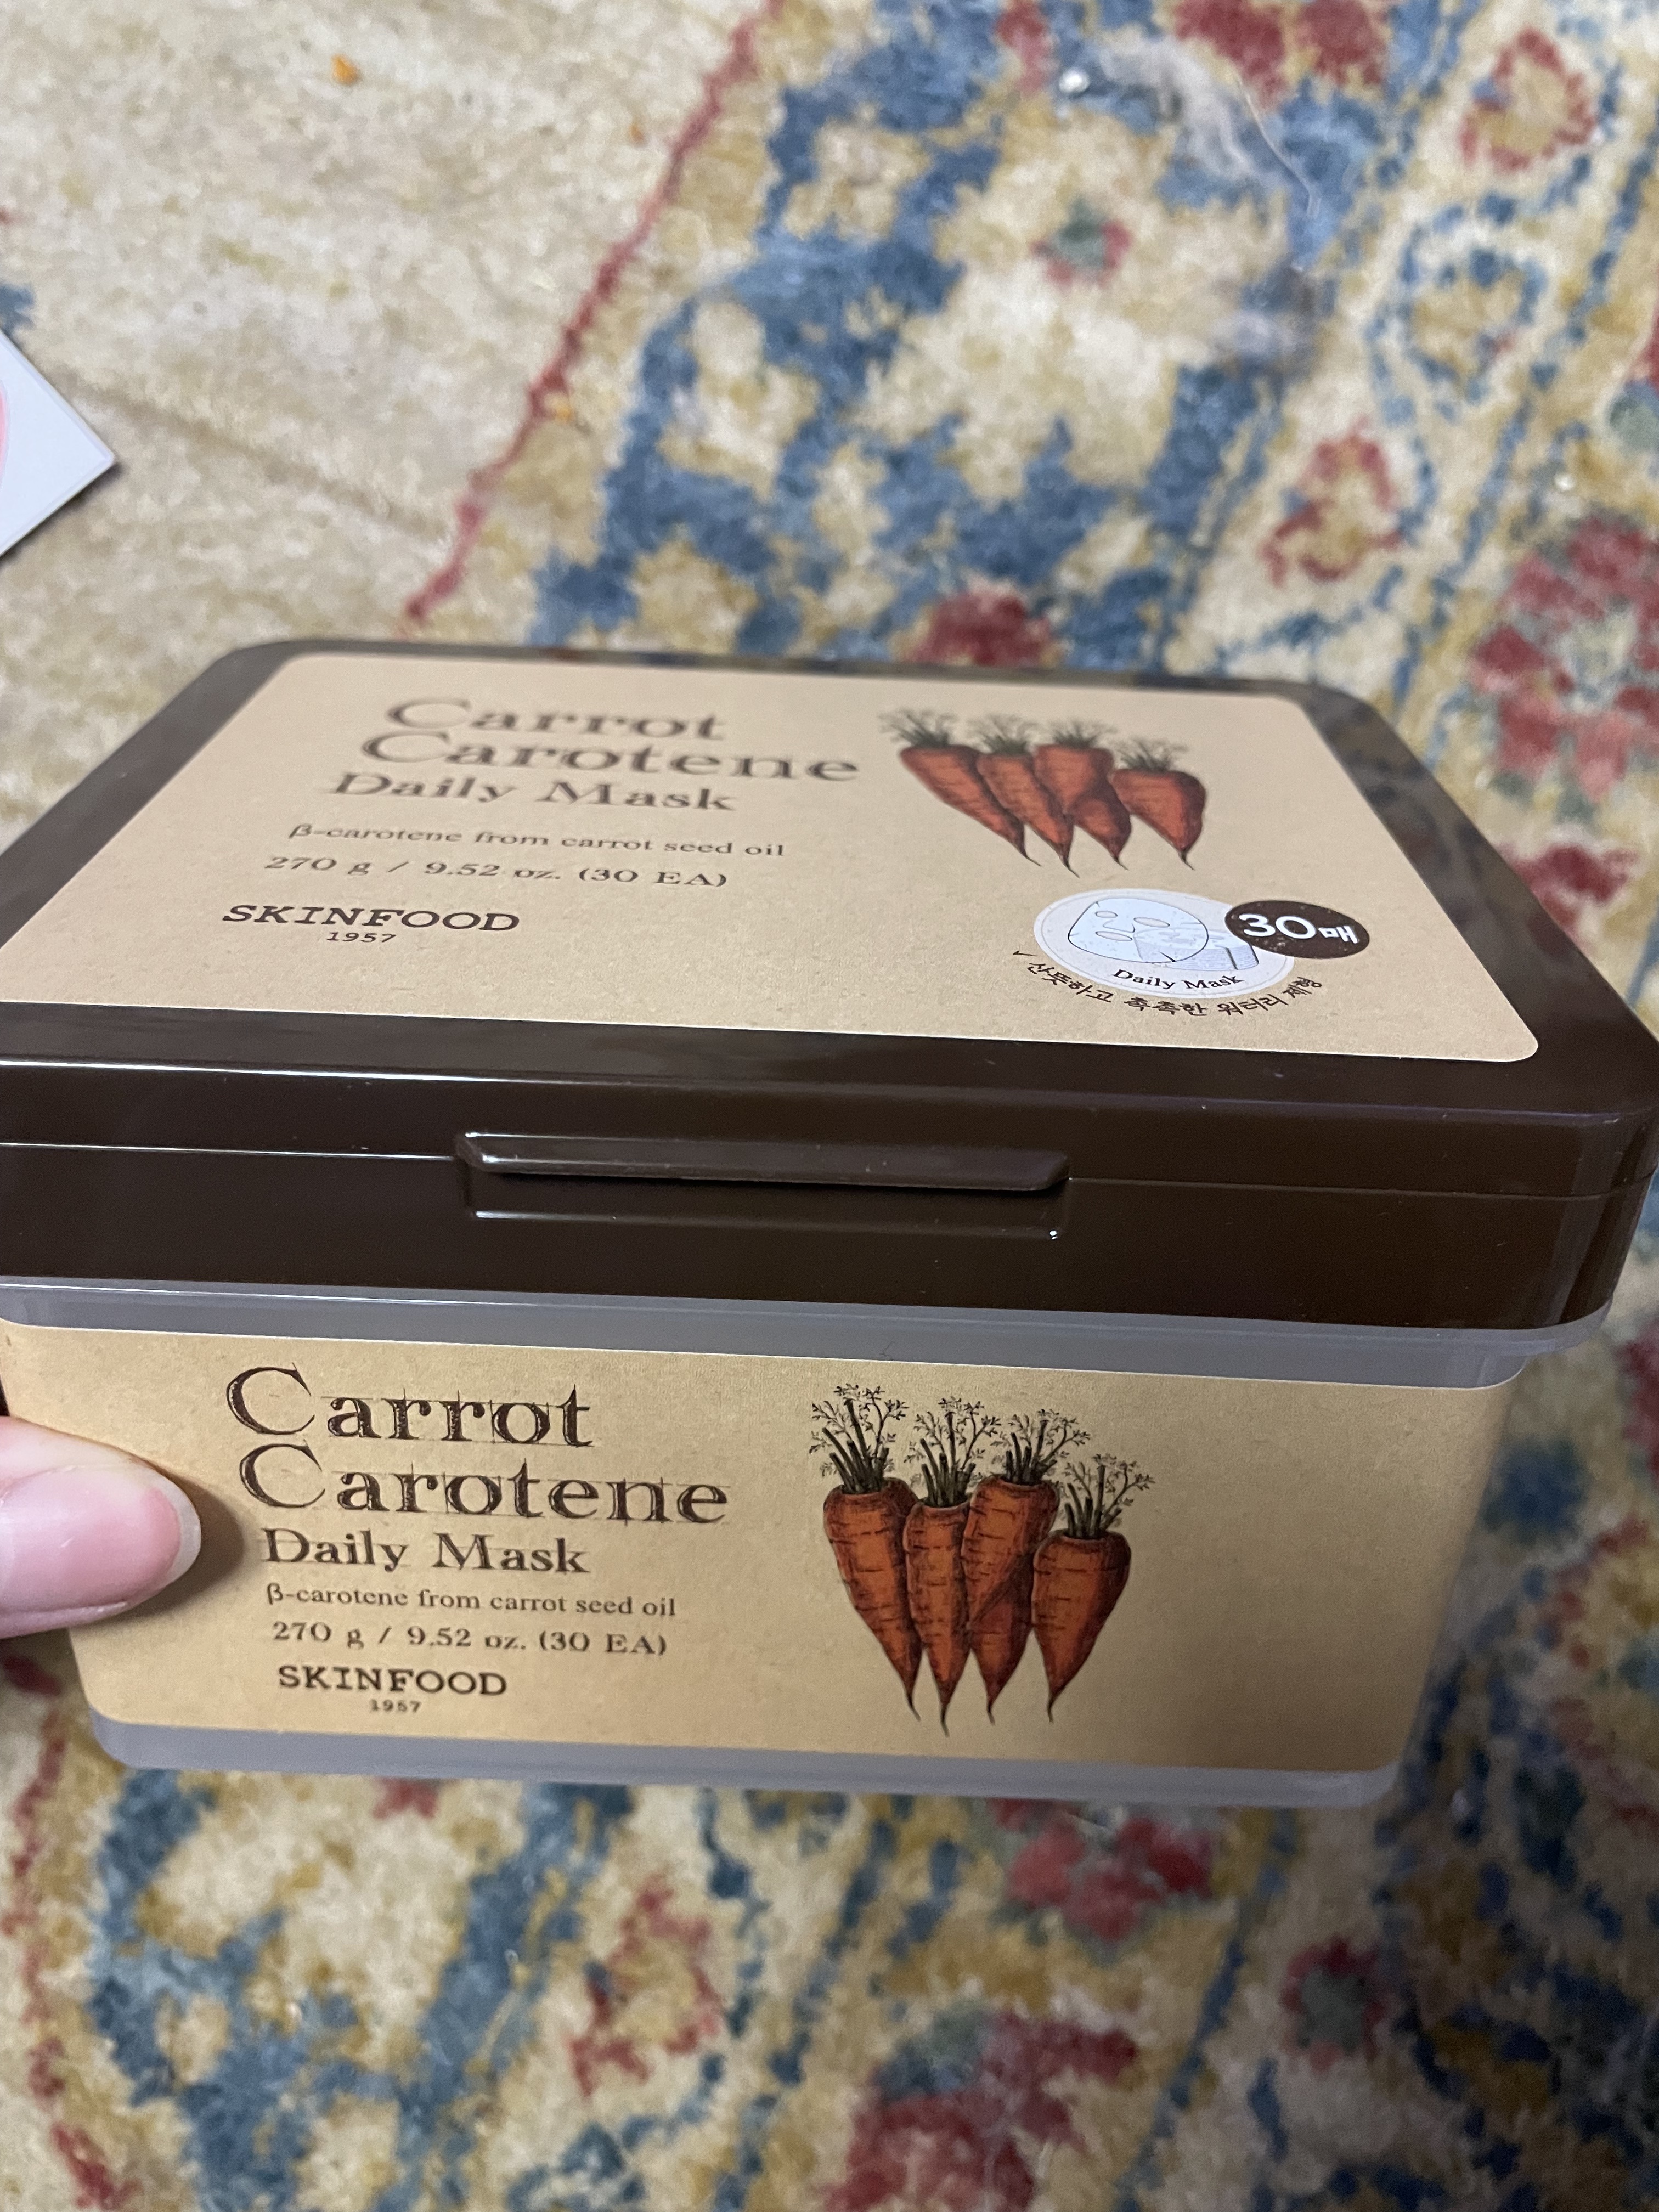 Carrot
Carotene
Daily Mask
β-carotene from carrot seed oil
270 g / 9.52 oz. (30 EA)
SKINFOOD
1957
30매
Daily Mask
✓ 산뜻하고 촉촉한 워터리 제형
Carrot
Carotene
Daily Mask
β-carotene from carrot seed oil
270 g / 9.52 oz. (30 EA)
SKINFOOD
1957